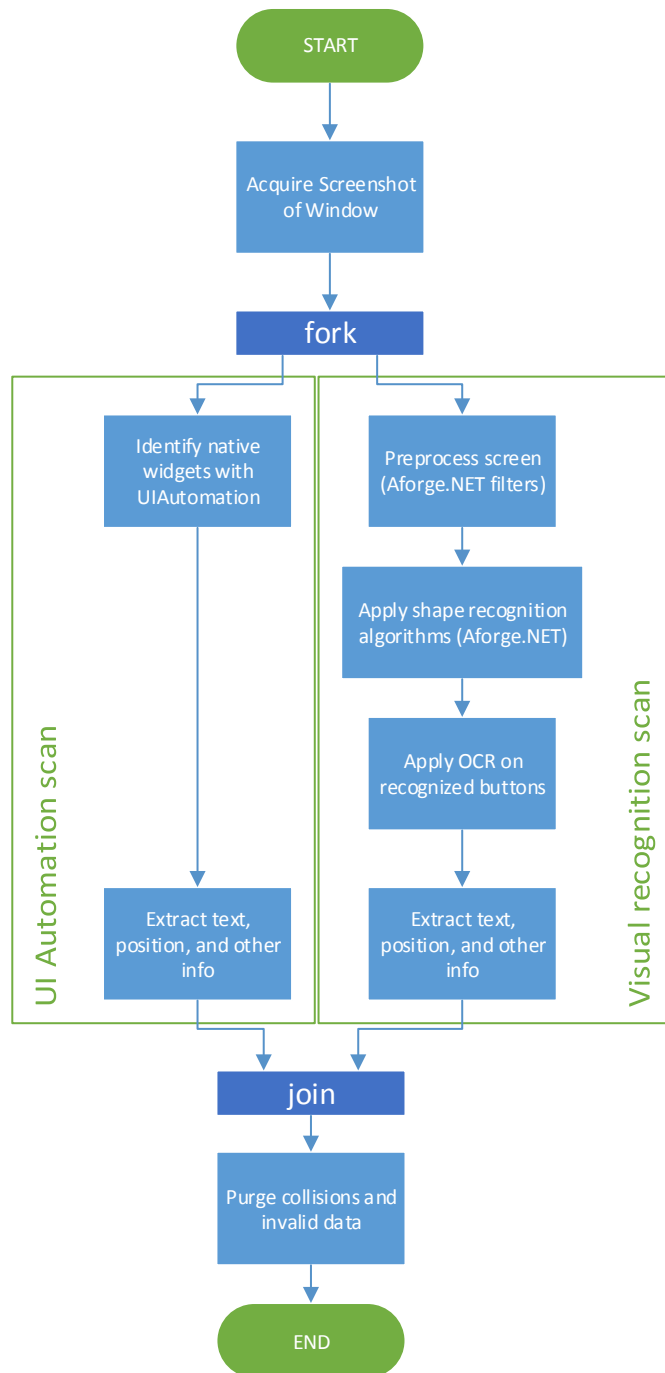 START
Acquire Screenshot
of Window
fork
Identify native
widgets with
UIAutomation
Extract text,
position, and other
info
UI Automation scan
Preprocess screen
(Aforge.NET filters)
Apply shape recognition
algorithms (Aforge.NET)
Apply OCR on
recognized buttons
Extract text,
position, and other
info
Visual recognition scan
join
Purge collisions and
invalid data
END